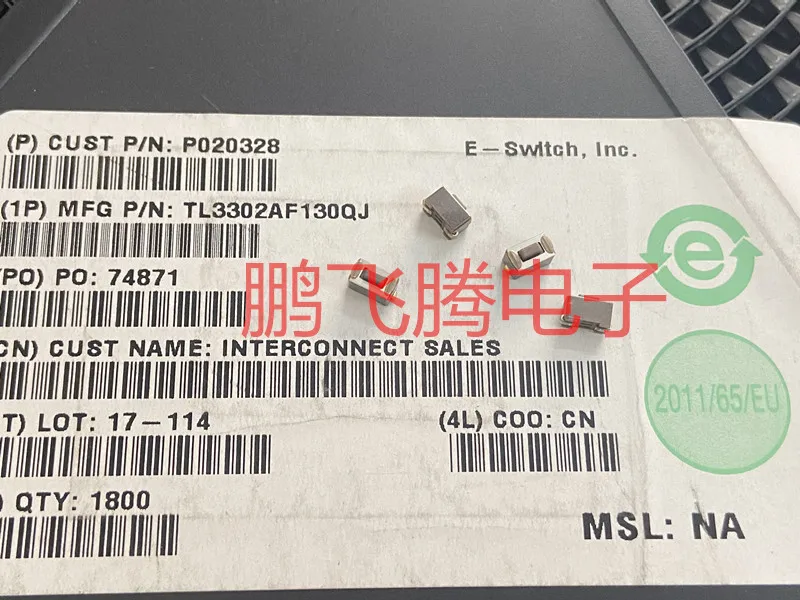 (P) CUST P/N: P020328
E-Switch, Inc.
(1P) MFG P/N: TL3302AF130QJ
PO) PO: 74871
鹏飞腾电子
CN) CUST NAME: INTERCONNECT SALES
T) LOT: 17-114
(4L) COO: CN
) QTY: 1800
MSL: NA
e
2011/65/EU